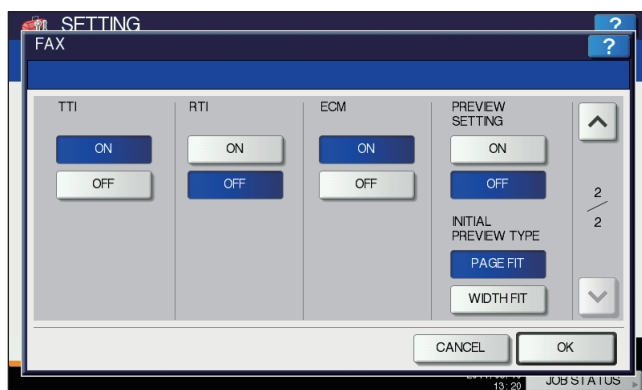 SETTING
?
FAX
?
TTI
RTI
ECM
PREVIEW
SETTING
ON
ON
ON
ON
OFF
OFF
OFF
OFF
2
2
INITIAL
PREVIEW TYPE
PAGE FIT
WIDTH FIT
CANCEL
OK
13:20
JOB STATUS